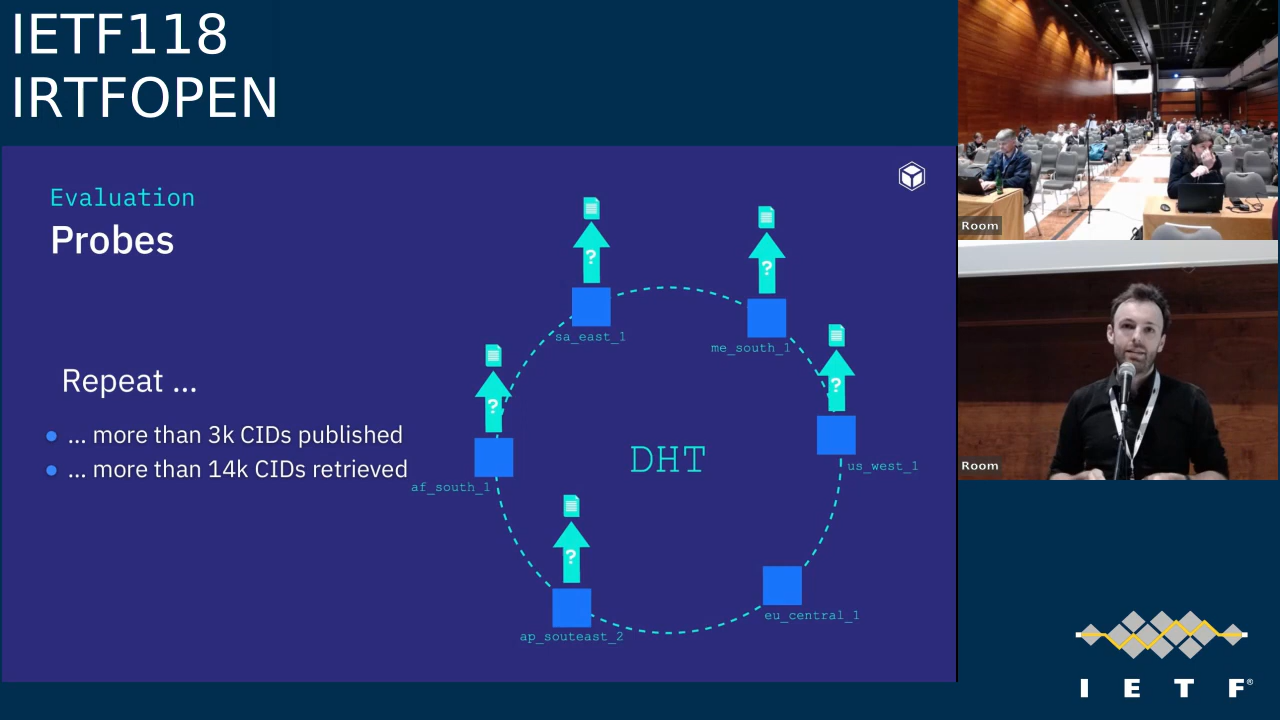 IETF118
IRTFOPEN
Evaluation
Probes
Repeat ...
... more than 3k CIDs published
... more than 14k CIDs retrieved
?
sa_east_1
?
me_south_1
?
us_west_1
?
af_south_1
DHT
?
ap_souteast_2
eu_central_1
Room
Room
I E T F®